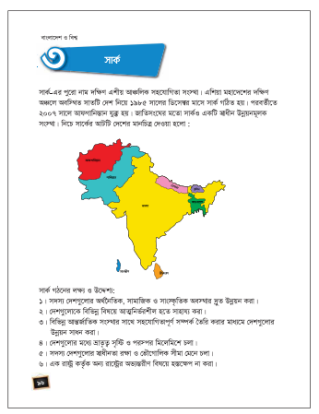 বাংলাদেশ ও বিশ্ব
সার্ক
সার্ক-এর পুরো নাম দক্ষিণ এশীয় আঞ্চলিক সহযোগিতা সংস্থা। এশিয়া মহাদেশের দক্ষিণ
অঞ্চলে অবস্থিত সাতটি দেশ নিয়ে ১৯৮৫ সালের ডিসেম্বর মাসে সার্ক গঠিত হয়। পরবর্তীতে
২০০৭ সালে আফগানিস্তান যুক্ত হয়। জাতিসংঘের মতো সার্কও একটি স্বাধীন উন্নয়নমূলক
সংস্থা। নিচে সার্কের আটটি দেশের মানচিত্র দেওয়া হলো :
সার্ক গঠনের লক্ষ্য ও উদ্দেশ্য:
১। সদস্য দেশগুলোর অর্থনৈতিক, সামাজিক ও সাংস্কৃতিক অবস্থার দ্রুত উন্নয়ন করা।
২। দেশগুলোকে বিভিন্ন বিষয়ে আত্মনির্ভরশীল হতে সাহায্য করা।
৩। বিভিন্ন আন্তর্জাতিক সংস্থার সাথে সহযোগিতাপূর্ণ সম্পর্ক তৈরি করার মাধ্যমে দেশগুলোর
উন্নয়ন সাধন করা।
৪। দেশগুলোর মধ্যে ভ্রাতৃত্ব সৃষ্টি ও পরস্পর মিলেমিশে চলা।
৫। সদস্য দেশগুলোর স্বাধীনতা রক্ষা ও ভৌগোলিক সীমা মেনে চলা।
৬। এক রাষ্ট্র কর্তৃক অন্য রাষ্ট্রের অভ্যন্তরীণ বিষয়ে হস্তক্ষেপ না করা।